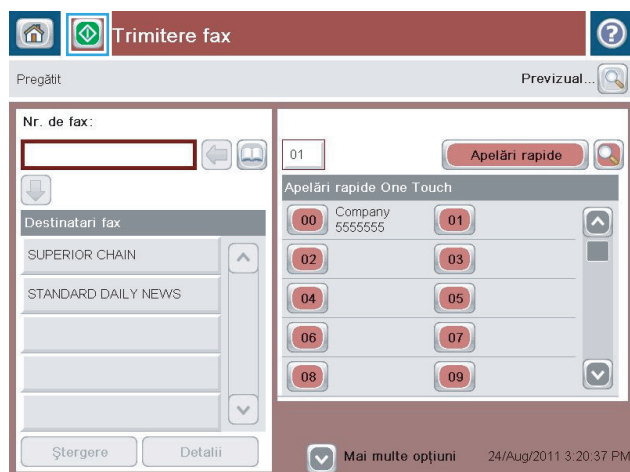 Trimitere fax
?
Pregătit
Previzual...
Nr. de fax:
01
Apelări rapide
Apelări rapide One Touch
Destinatari fax
00 Company 5555555
01
SUPERIOR CHAIN
02
03
STANDARD DAILY NEWS
04
05
06
07
08
09
Ştergere
Detalii
Mai multe opţiuni
24/Aug/2011 3:20:37 PM